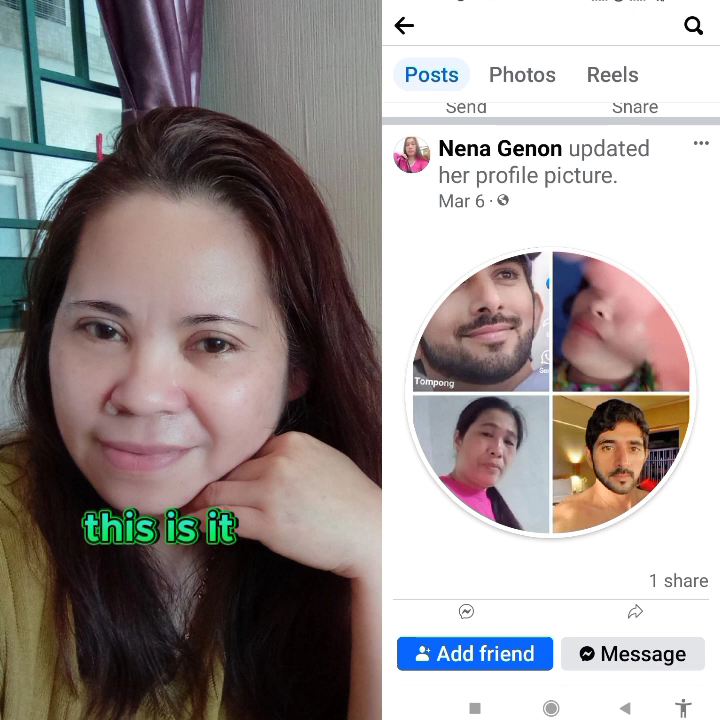 this is it
Posts
Photos
Reels
Send
Share
Nena Genon updated
her profile picture.
Mar 6
Tompong
1 share
Add friend
Message